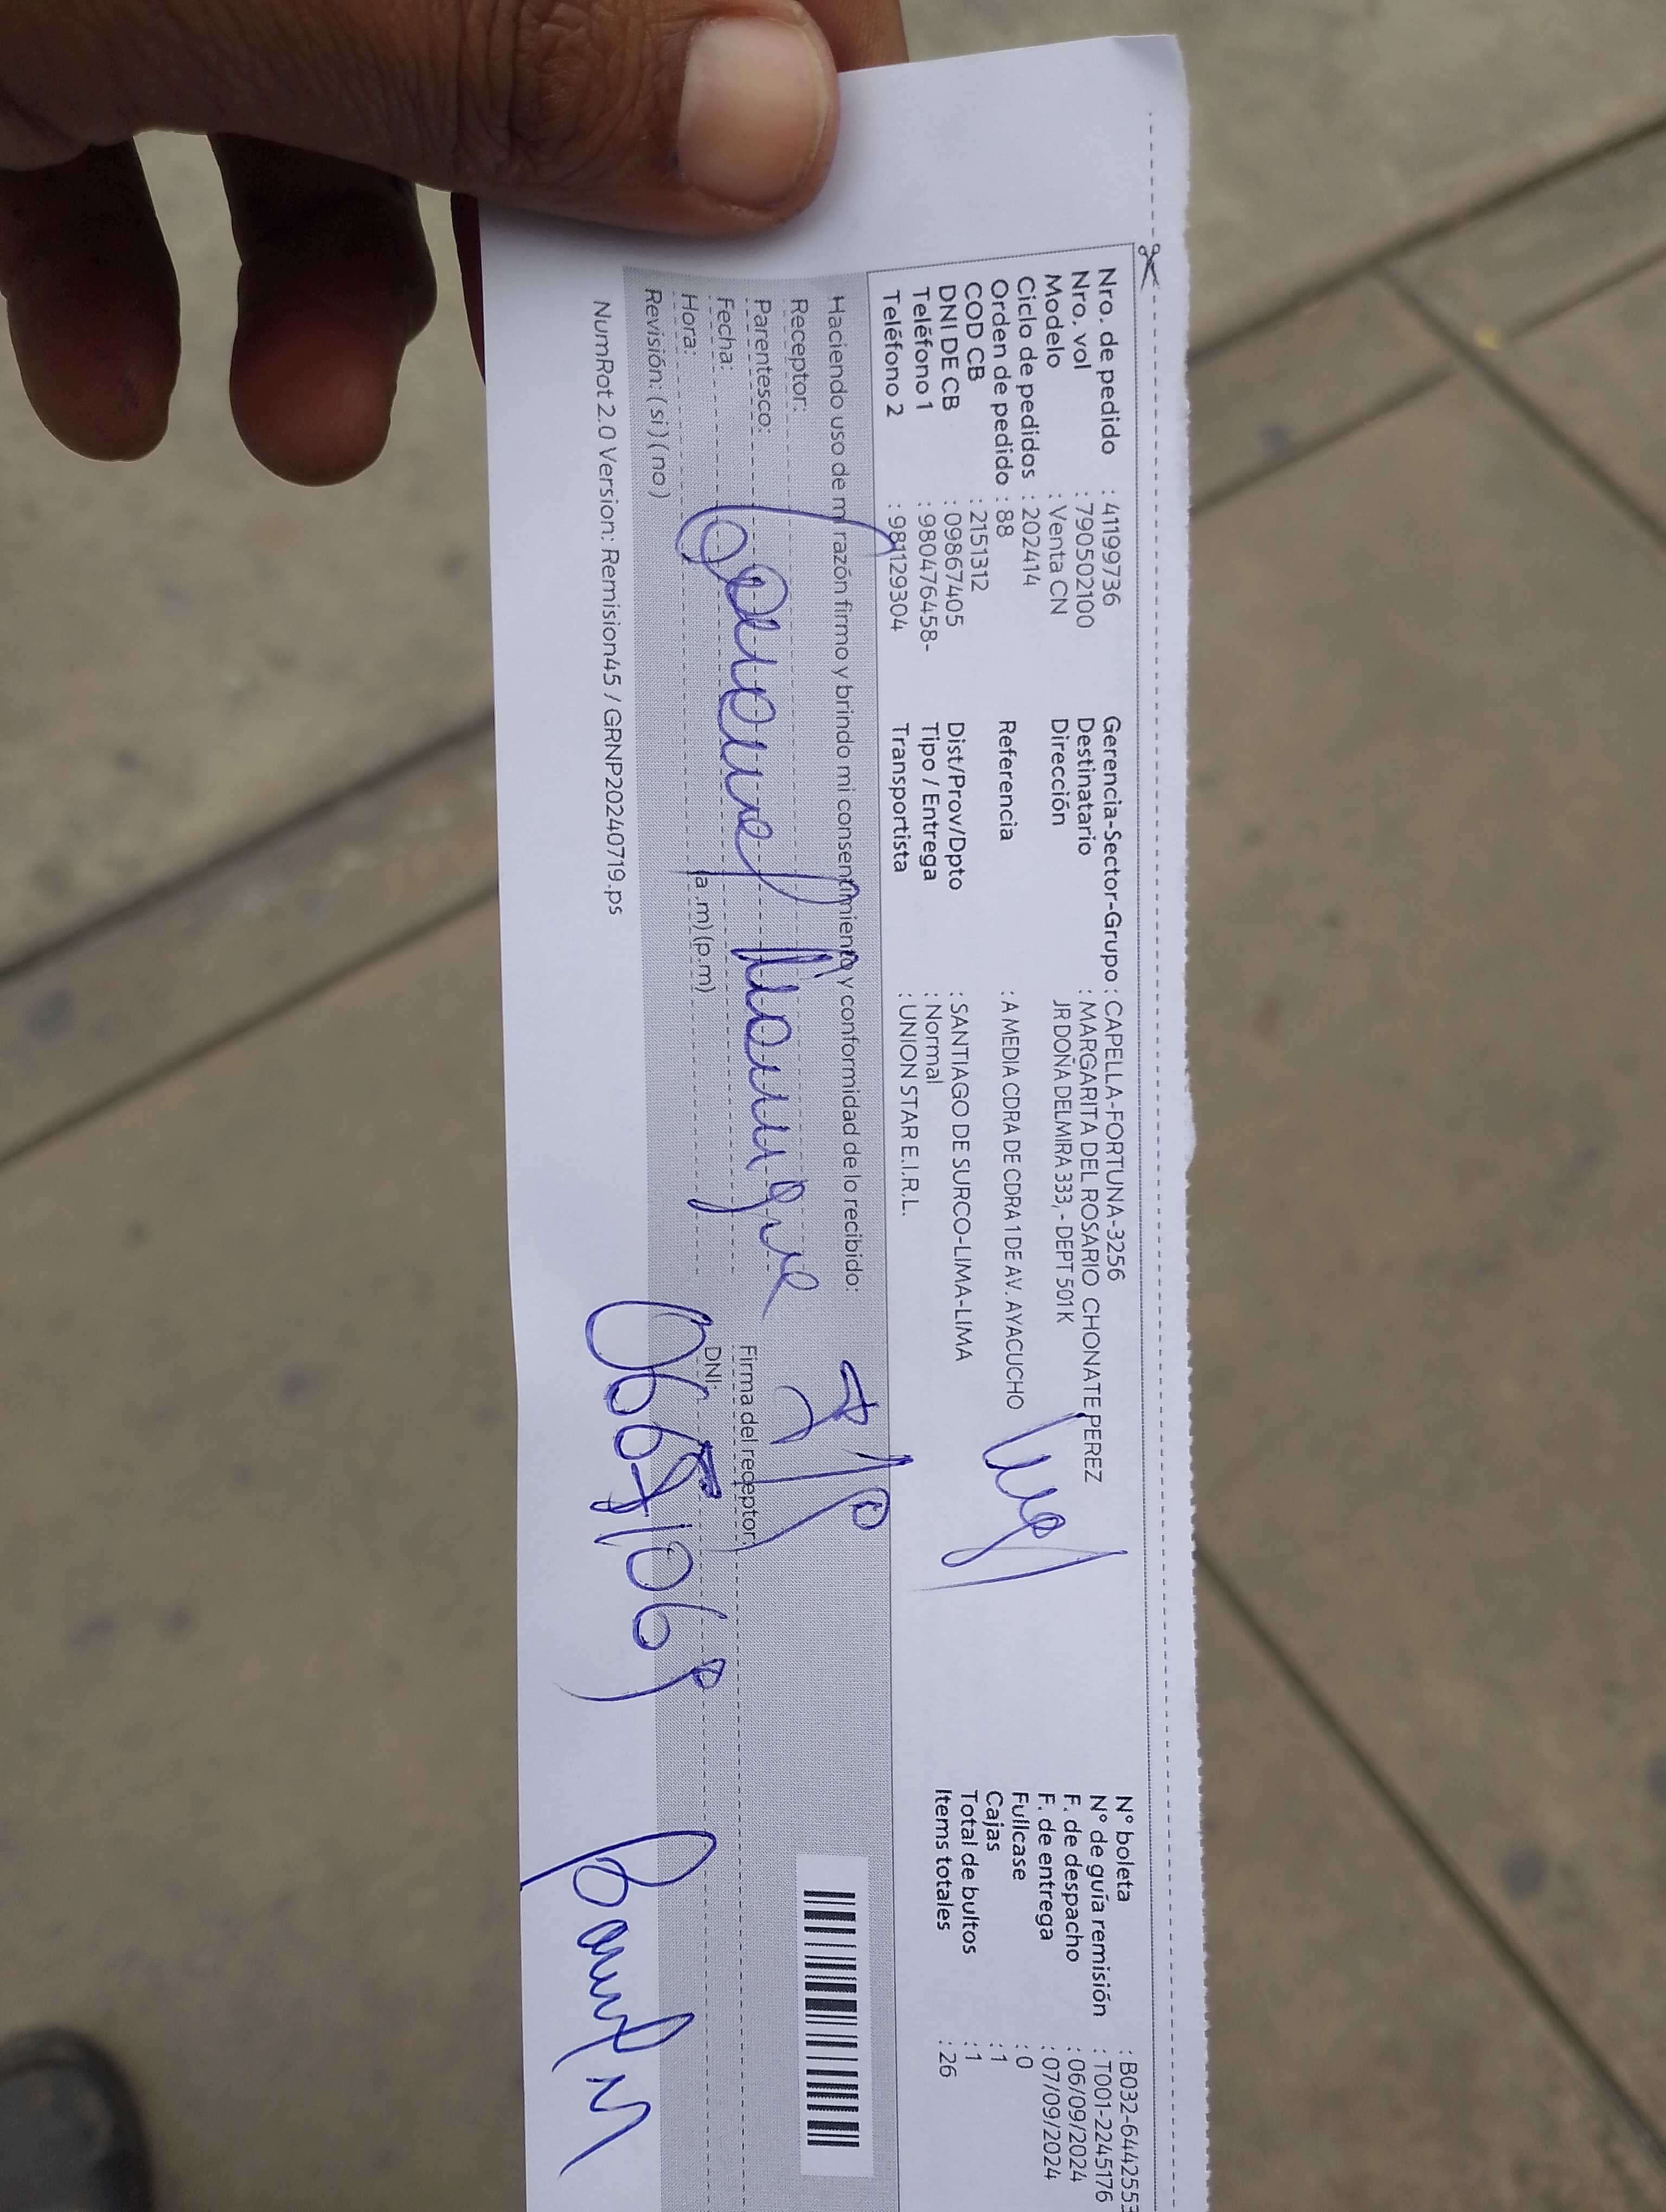 Nro. de pedido : 41199736
Nro. vol : 790502100
Modelo : Venta CN
Ciclo de pedidos : 202414
Orden de pedido : 88
COD CB : 2151312
DNI DE CB : 09867405
Teléfono 1 : 980476458-
Teléfono 2 : 981129304
Gerencia-Sector-Grupo : CAPELLA-FORTUNA-3256
Destinatario : MARGARITA DEL ROSARIO CHONATE PEREZ
Dirección JR DOÑA DELMIRA 333, - DEPT 501K
Referencia : A MEDIA CDRA DE CDRA 1 DE AV. AYACUCHO
Dist/Prov/Dpto : SANTIAGO DE SURCO-LIMA-LIMA
Tipo / Entrega : Normal
Transportista : UNION STAR E.I.R.L.
N° boleta : B032-6442553
N° de guía remisión : T001-2245176
F. de despacho : 06/09/2024
F. de entrega : 07/09/2024
Fullcase : 0
Cajas : 1
Total de bultos : 1
Items totales : 26
Haciendo uso de mi razón firmo y brindo mi consentimiento y conformidad de lo recibido:
Receptor:
Parentesco:
Fecha:
Hora: (a.m) (p.m)
Revisión: ( si ) ( no )
Firma del receptor:
DNI:
NumRot 2.0 Version: Remision45 / GRNP20240719.ps